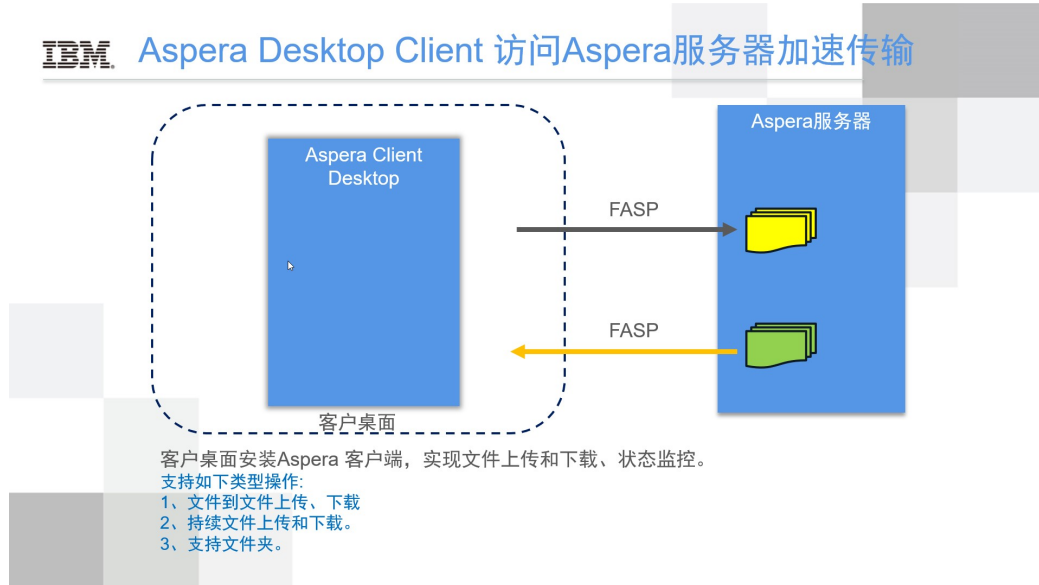 IBM. Aspera Desktop Client 访问Aspera服务器加速传输
Aspera Client
Desktop
Aspera服务器
FASP
FASP
客户桌面
客户桌面安装Aspera 客户端，实现文件上传和下载、状态监控。
支持如下类型操作:
1、文件到文件上传、下载
2、持续文件上传和下载。
3、支持文件夹。